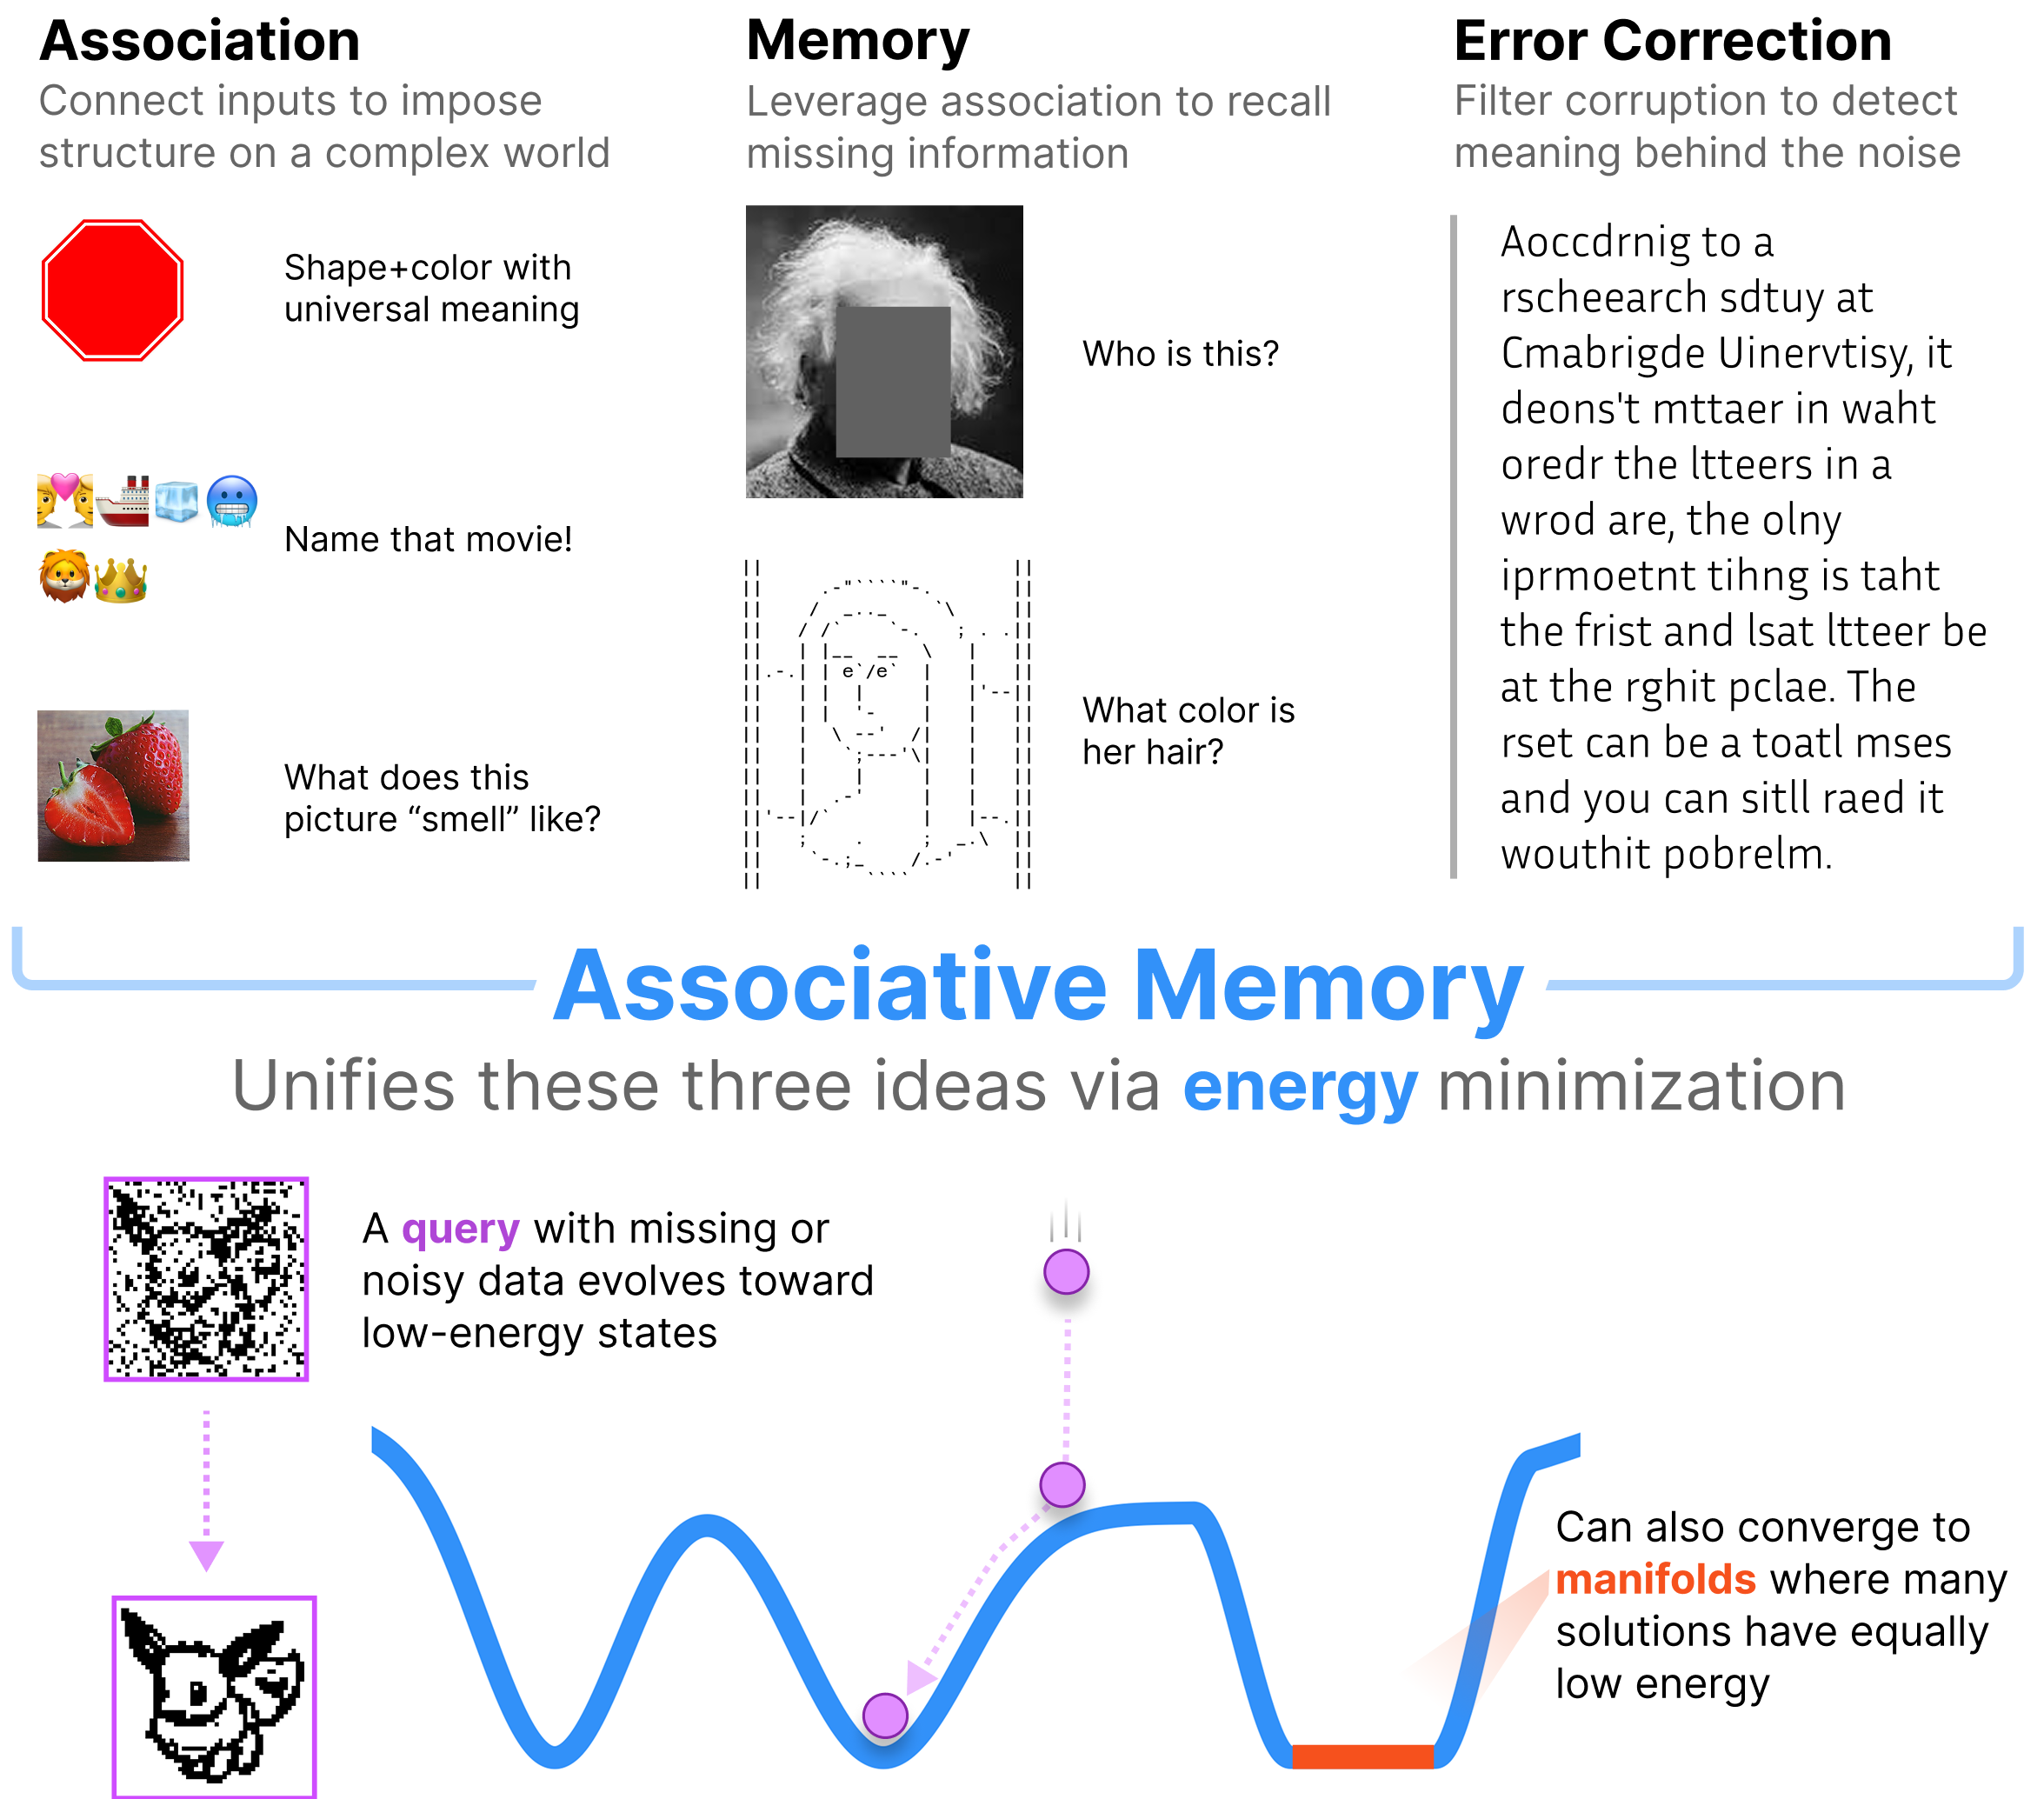 Association
Connect inputs to impose
structure on a complex world
Shape+color with
universal meaning
Name that movie!
What does this
picture “smell” like?
Memory
Leverage association to recall
missing information
Who is this?
What color is
her hair?
Error Correction
Filter corruption to detect
meaning behind the noise
Aoccdrnig to a
rscheearch sdtuy at
Cmabrigde Uinervtisy, it
deons't mttaer in waht
oredr the ltteers in a
wrod are, the olny
iprmoetnt tihng is taht
the frist and lsat ltteer be
at the rghit pclae. The
rset can be a toatl mses
and you can sitll raed it
wouthit pobrelm.
Associative Memory
Unifies these three ideas via energy minimization
A query with missing or
noisy data evolves toward
low-energy states
Can also converge to
manifolds where many
solutions have equally
low energy